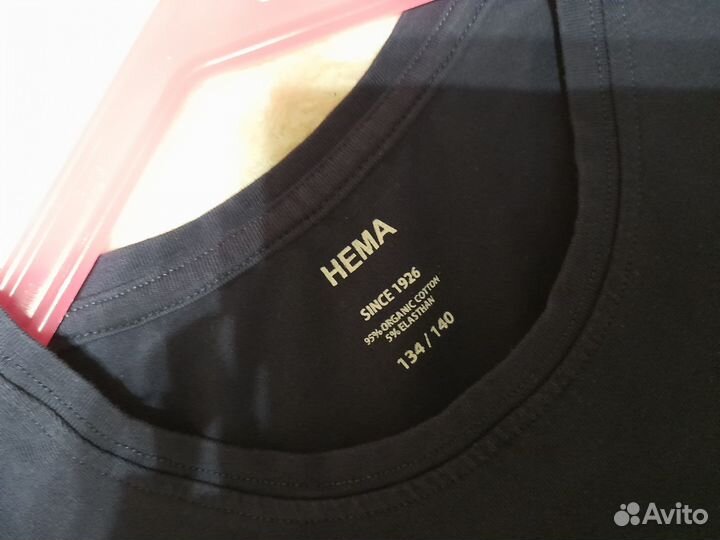 HEMA
SINCE 1926
95% ORGANIC COTTON
5% ELASTHAN
134 / 140
Avito